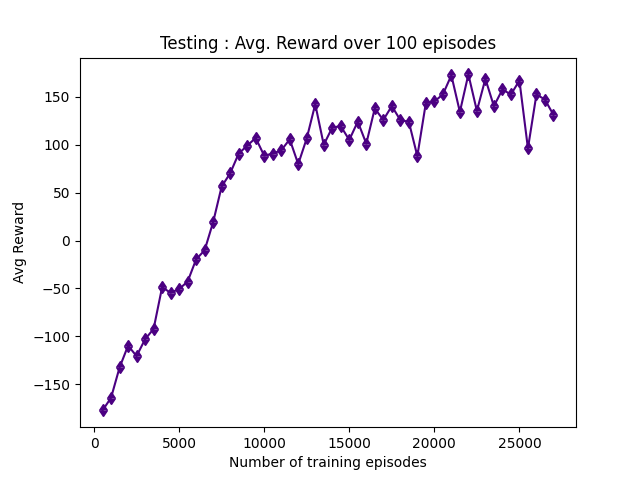 Testing : Avg. Reward over 100 episodes
150
100
50
0
−50
−100
−150
Avg Reward
0 5000 10000 15000 20000 25000
Number of training episodes